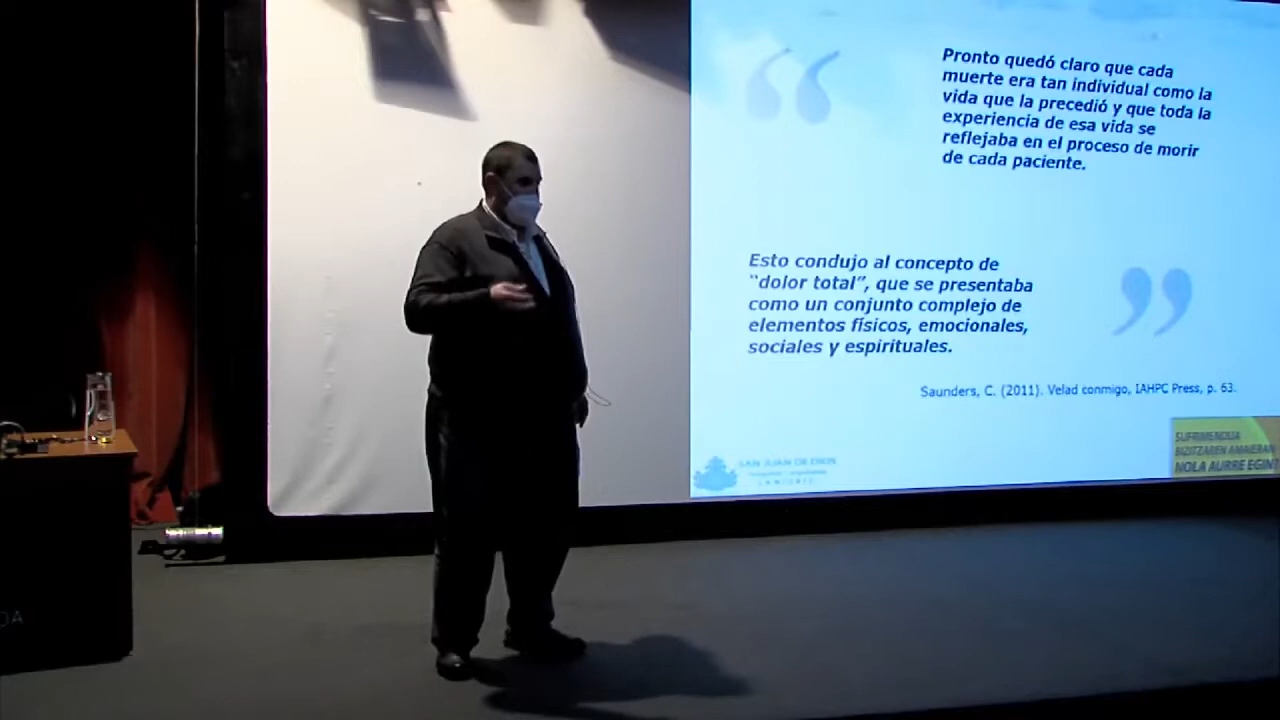 Pronto quedó claro que cada
muerte era tan individual como la
vida que la precedió y que toda la
experiencia de esa vida se
reflejaba en el proceso de morir
de cada paciente.
Esto condujo al concepto de
“dolor total”, que se presentaba
como un conjunto complejo de
elementos físicos, emocionales,
sociales y espirituales.
Saunders, C. (2011). Velad conmigo, IAHPC Press, p. 63.
SAN JUAN DE DIOS
SUFRIMENDUA
BIZITZAREN AMAIERAN
NOLA AURRE EGIN
DA